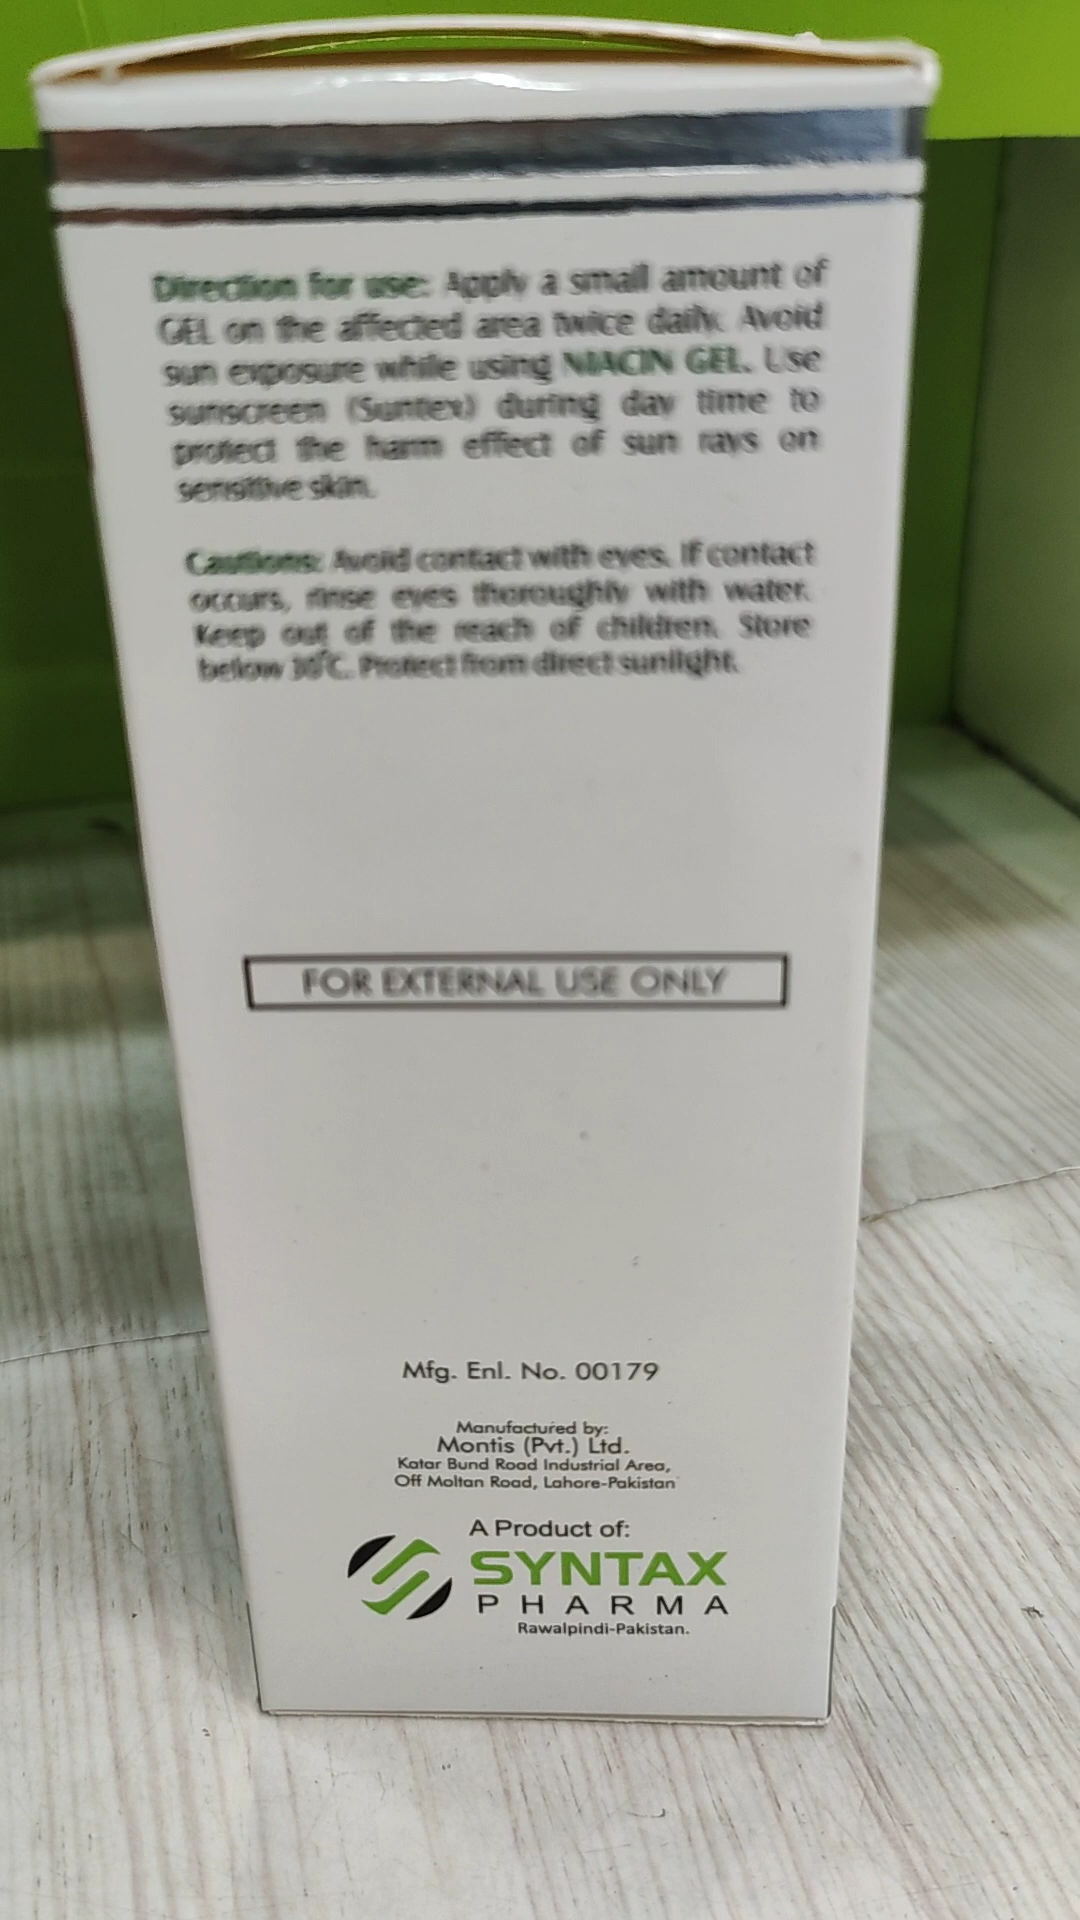 Direction for use: Apply a small amount of
GEL on the affected area twice daily. Avoid
sun exposure while using NIACIN GEL. Use
sunscreen (Suntex) during day time to
protect the harm effect of sun rays on
sensitive skin.
Cautions: Avoid contact with eyes. If contact
occurs, rinse eyes thoroughly with water.
Keep out of the reach of children. Store
below 30°C. Protect from direct sunlight.
FOR EXTERNAL USE ONLY
Mfg. Enl. No. 00179
Manufactured by:
Montis (Pvt.) Ltd.
Katar Bund Road Industrial Area,
Off Moltan Road, Lahore-Pakistan
A Product of:
SYNTAX
PHARMA
Rawalpindi-Pakistan.